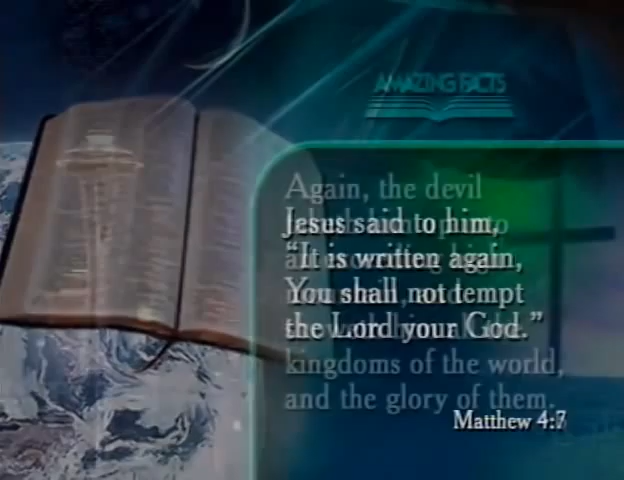 AMAZING FACTS
Again, the devil
Jesus said to him,
“It is written again,
You shall not tempt
the Lord your God.”
kingdoms of the world,
and the glory of them.
Matthew 4:7